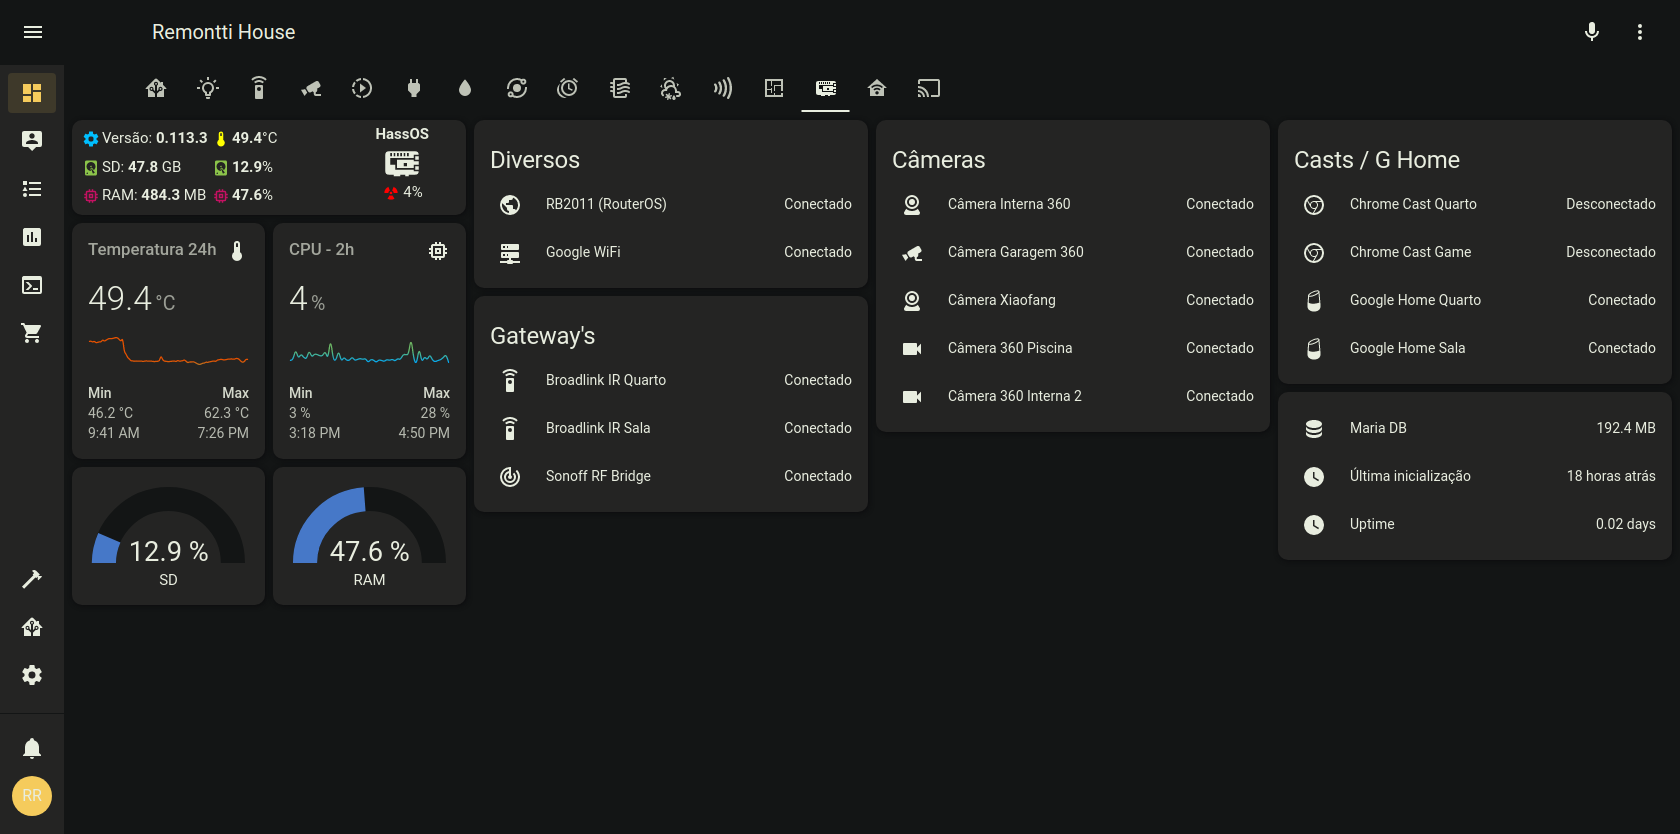 Remontti House
Versão: 0.113.3 49.4°C
HassOS
SD: 47.8 GB 12.9%
RAM: 484.3 MB 47.6%
4%
Temperatura 24h
49.4 °C
Min Max
46.2 °C 62.3 °C
9:41 AM 7:26 PM
CPU - 2h
4 %
Min Max
3 % 28 %
3:18 PM 4:50 PM
12.9 %
SD
47.6 %
RAM
Diversos
RB2011 (RouterOS) Conectado
Google WiFi Conectado
Gateway's
Broadlink IR Quarto Conectado
Broadlink IR Sala Conectado
Sonoff RF Bridge Conectado
Câmeras
Câmera Interna 360 Conectado
Câmera Garagem 360 Conectado
Câmera Xiaofang Conectado
Câmera 360 Piscina Conectado
Câmera 360 Interna 2 Conectado
Casts / G Home
Chrome Cast Quarto Desconectado
Chrome Cast Game Desconectado
Google Home Quarto Conectado
Google Home Sala Conectado
Maria DB 192.4 MB
Última inicialização 18 horas atrás
Uptime 0.02 days
RR